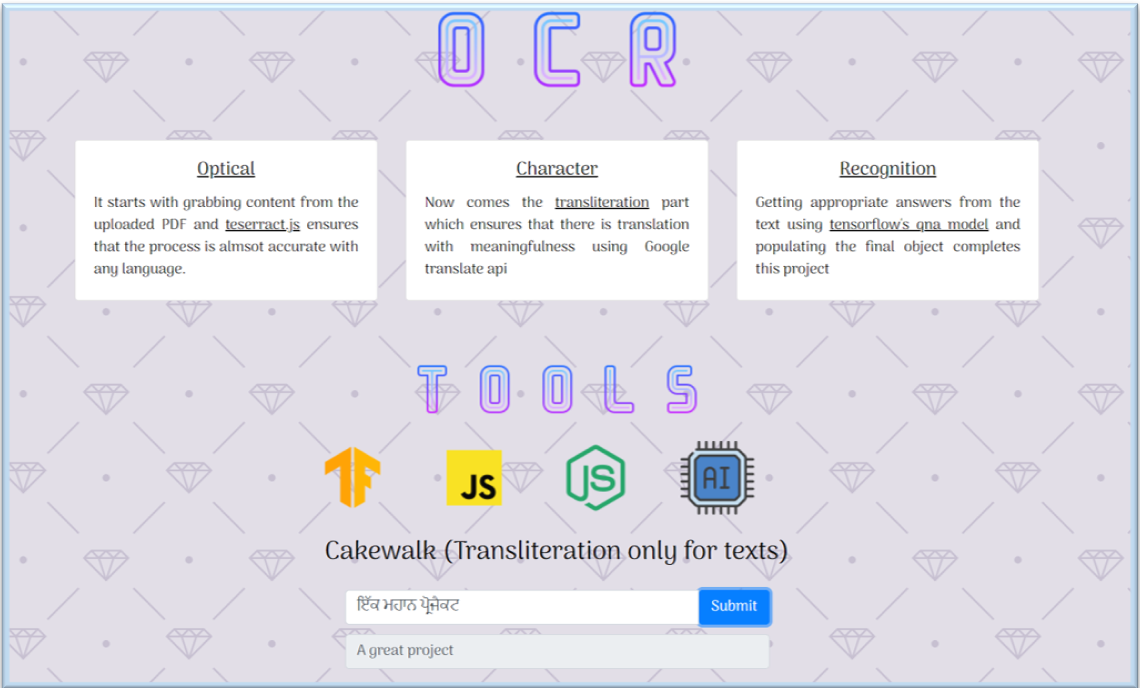 OCR
Optical
It starts with grabbing content from the
uploaded PDF and teserract.js ensures
that the process is almsot accurate with
any language.
Character
Now comes the transliteration part
which ensures that there is translation
with meaningfulness using Google
translate api
Recognition
Getting appropriate answers from the
text using tensorflow's qna model and
populating the final object completes
this project
TOOLS
JS
JS
AI
Cakewalk (Transliteration only for texts)
ਇੱਕ ਮਹਾਨ ਪ੍ਰੋਜੈਕਟ
Submit
A great project